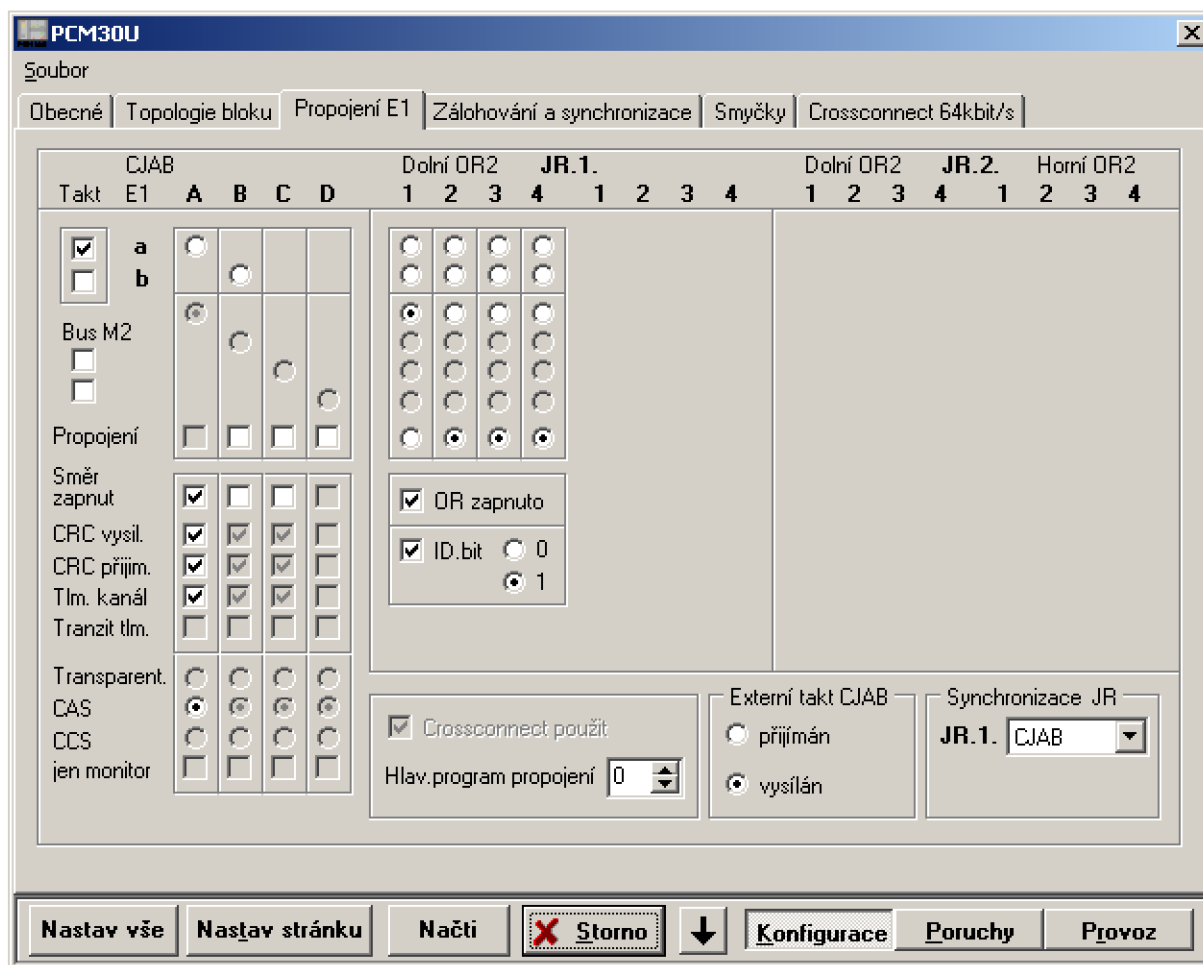 PCM30U
Soubor
Obecné Topologie bloku Propojení E1 Zálohování a synchronizace Smyčky Crossconnect 64kbit/s
CJAB Dolní OR2 JR.1. Dolní OR2 JR.2. Horní OR2
Takt E1 A B C D 1 2 3 4 1 2 3 4 1 2 3 4 1 2 3 4
a
b
Bus M2
Propojení
Směr
zapnut
OR zapnuto
CRC vysil.
ID.bit 0
CRC přijim.
1
Tlm. kanál
Tranzit tlm.
Transparent.
CAS
CCS
jen monitor
Crossconnect použit
Hlav.program propojení 0
Externí takt CJAB
přijímán
vysílán
Synchronizace JR
JR.1. CJAB
Nastav vše Nastav stránku Načti Storno Konfigurace Poruchy Provoz